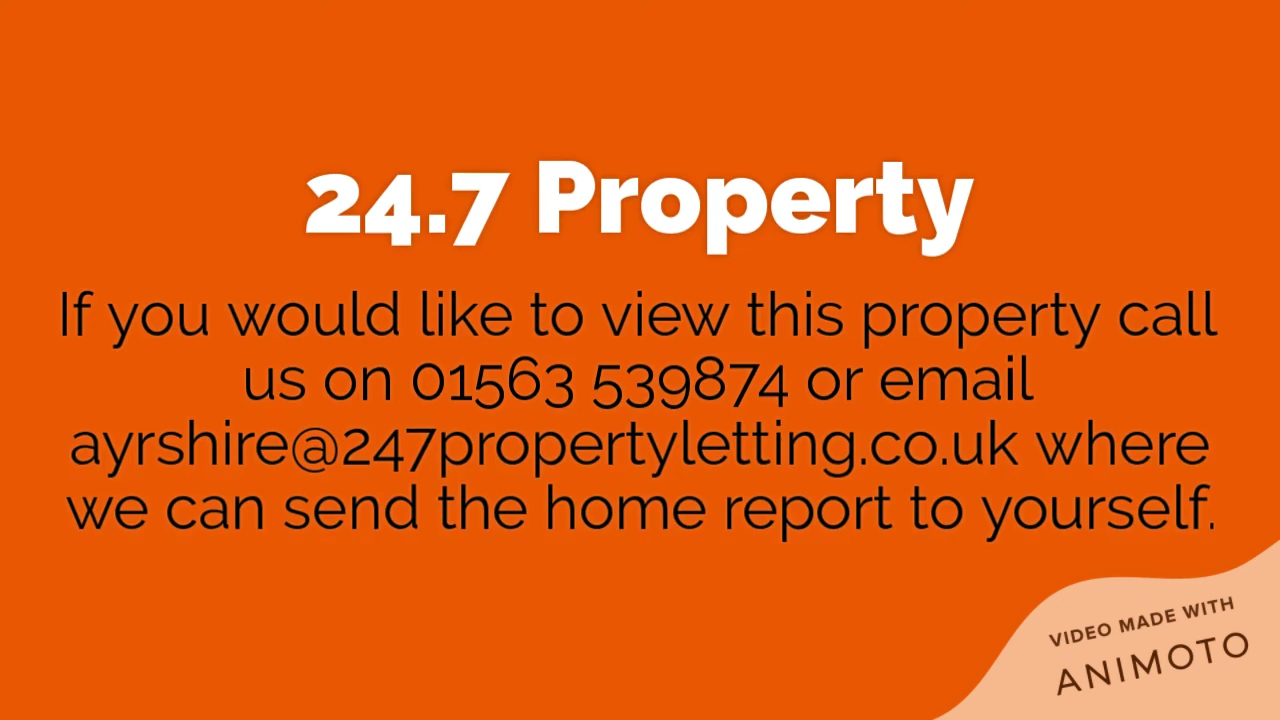 24.7 Property
If you would like to view this property call
us on 01563 539874 or email
ayrshire@247propertyletting.co.uk where
we can send the home report to yourself.
VIDEO MADE WITH
ANIMOTO